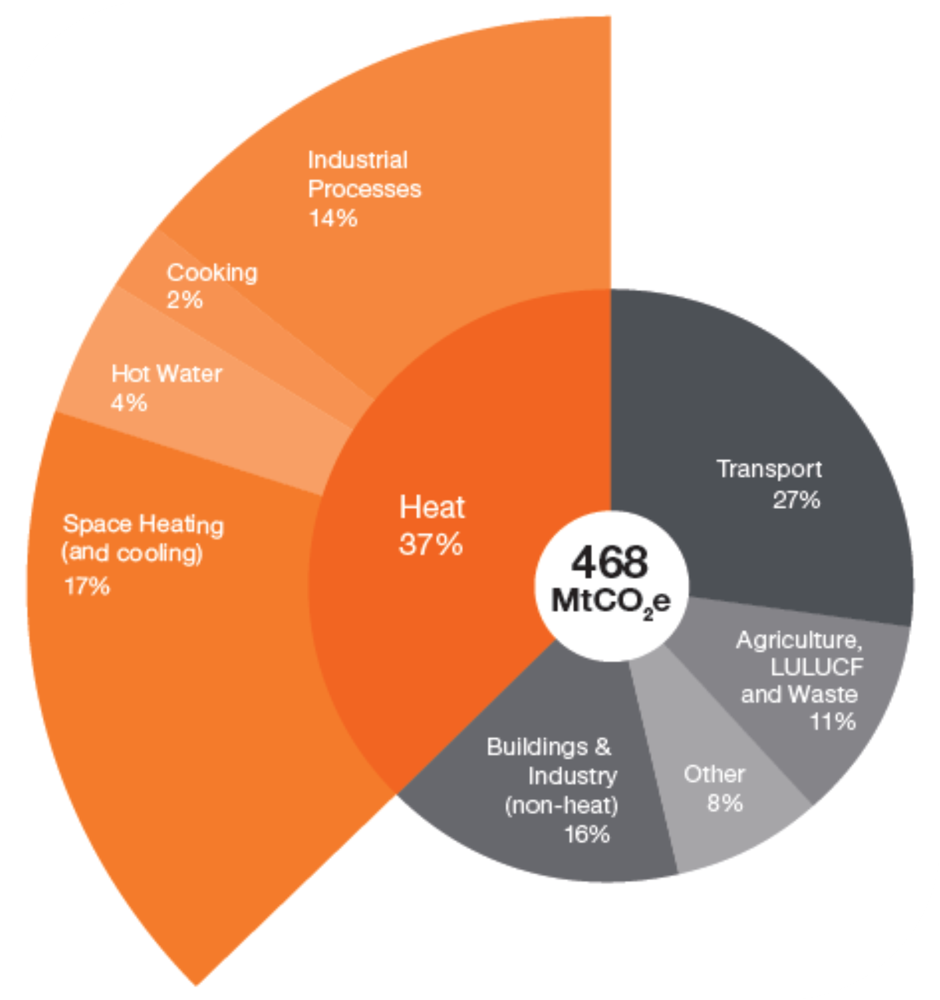 Industrial
Processes
14%
Cooking
2%
Hot Water
4%
Space Heating
(and cooling)
17%
Heat
37%
468
MtCO₂e
Transport
27%
Agriculture,
LULUCF
and Waste
11%
Other
8%
Buildings &
Industry
(non-heat)
16%